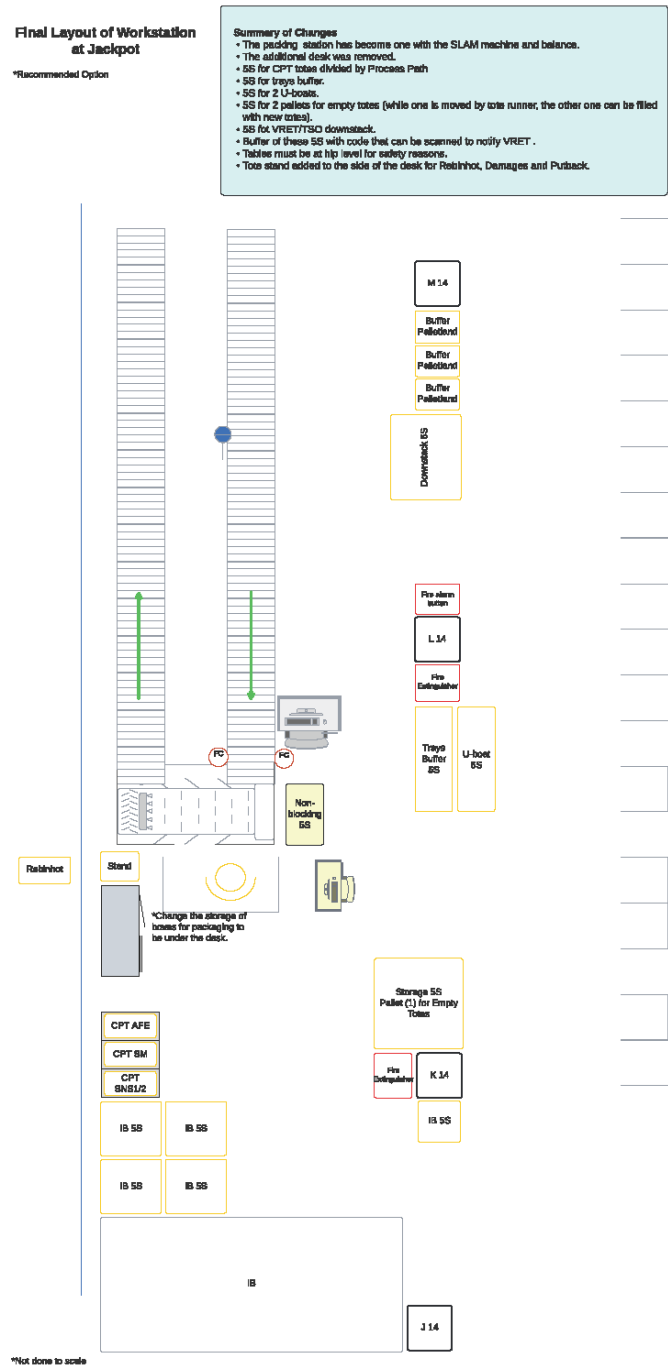 Final Layout of Workstation
at Jackpot
*Recommended Option
Summary of Changes
• The packing station has become one with the SLAM machine and balance.
• The additional desk was removed.
• 5S for CPT totes divided by Process Path
• 5S for trays buffer.
• 5S for 2 U-boats.
• 5S for 2 pallets for empty totes (while one is moved by tote runner, the other one can be filled
with new totes).
• 5S fot VRET/TSO downstack.
• Buffer of these 5S with code that can be scanned to notify VRET .
• Tables must be at hip level for safety reasons.
• Tote stand added to the side of the desk for Rebinhot, Damages and Putback.
M 14
Buffer
Palletland
Buffer
Palletland
Buffer
Palletland
Downstack 5S
Fire alarm
button
L 14
Fire
Extinguisher
Trays
Buffer
5S
U-boat
5S
FC
FC
Non-
blocking
5S
Rebinhot
Stand
*Change the storage of
boxes for packaging to
be under the desk.
Storage 5S
Pallet (1) for Empty
Totes
CPT AFE
CPT SM
CPT
SNS1/2
Fire
Extinguisher
K 14
IB 5S
IB 5S
IB 5S
IB 5S
IB 5S
IB
J 14
*Not done to scale